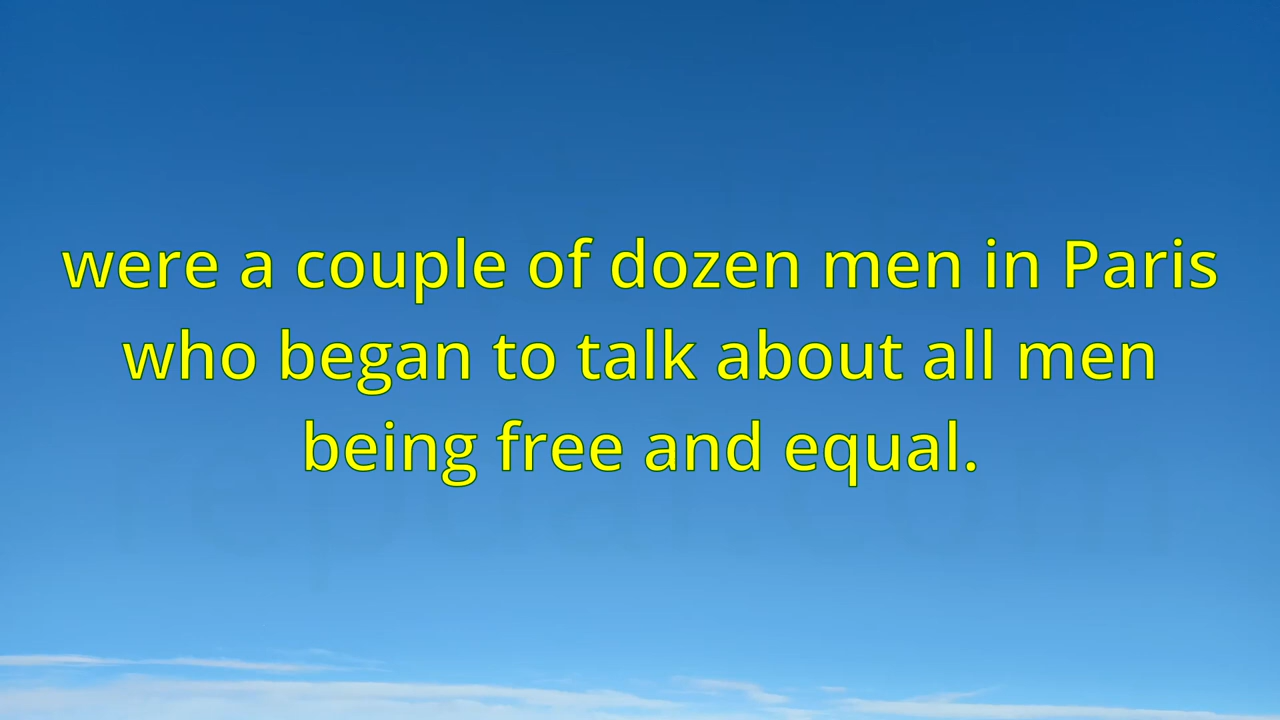 were a couple of dozen men in Paris
who began to talk about all men
being free and equal.